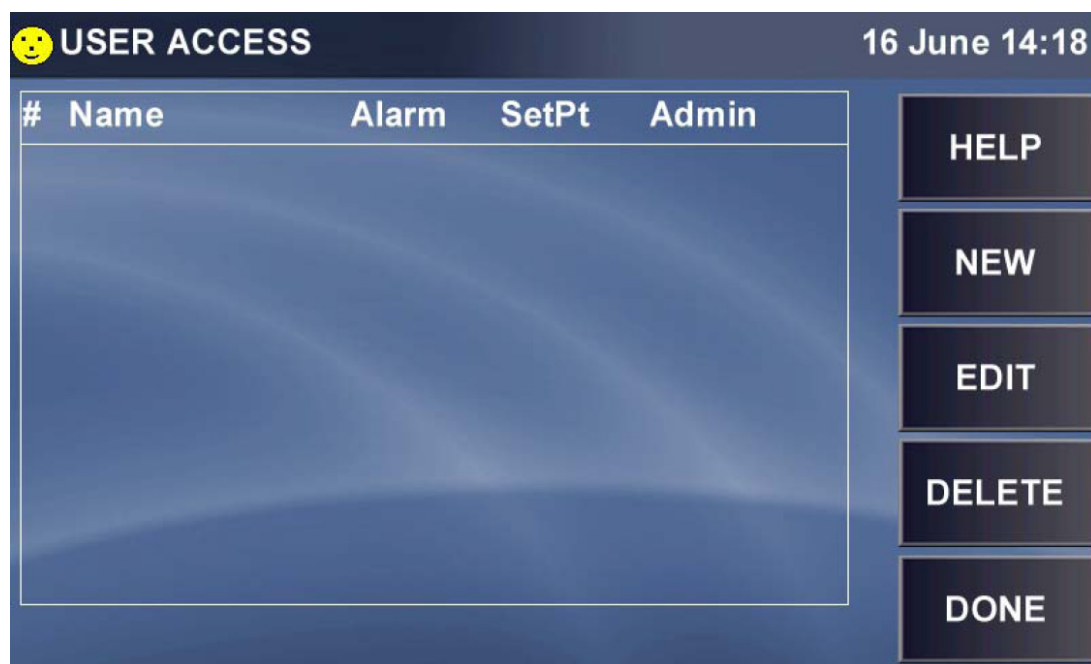 USER ACCESS 16 June 14:18
# Name Alarm SetPt Admin
HELP
NEW
EDIT
DELETE
DONE